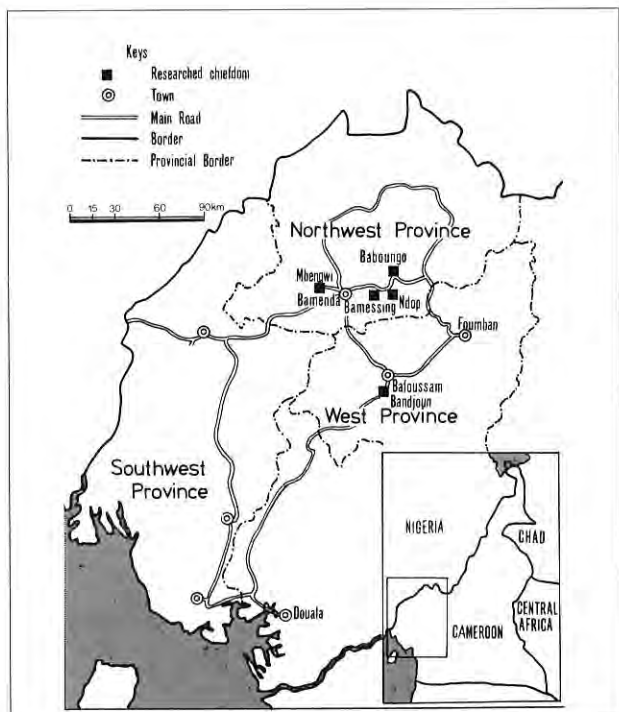 Keys
Researched chiefdom
Town
Main Road
Border
Provincial Border
0 15 30 60 90km
Northwest Province
Baboungo
Mbengwi
Bamenda
Bamessing
Ndop
Foumban
Bafoussam
Bandjoun
West Province
Southwest
Province
Douala
NIGERIA
CHAD
CENTRAL
AFRICA
CAMEROON